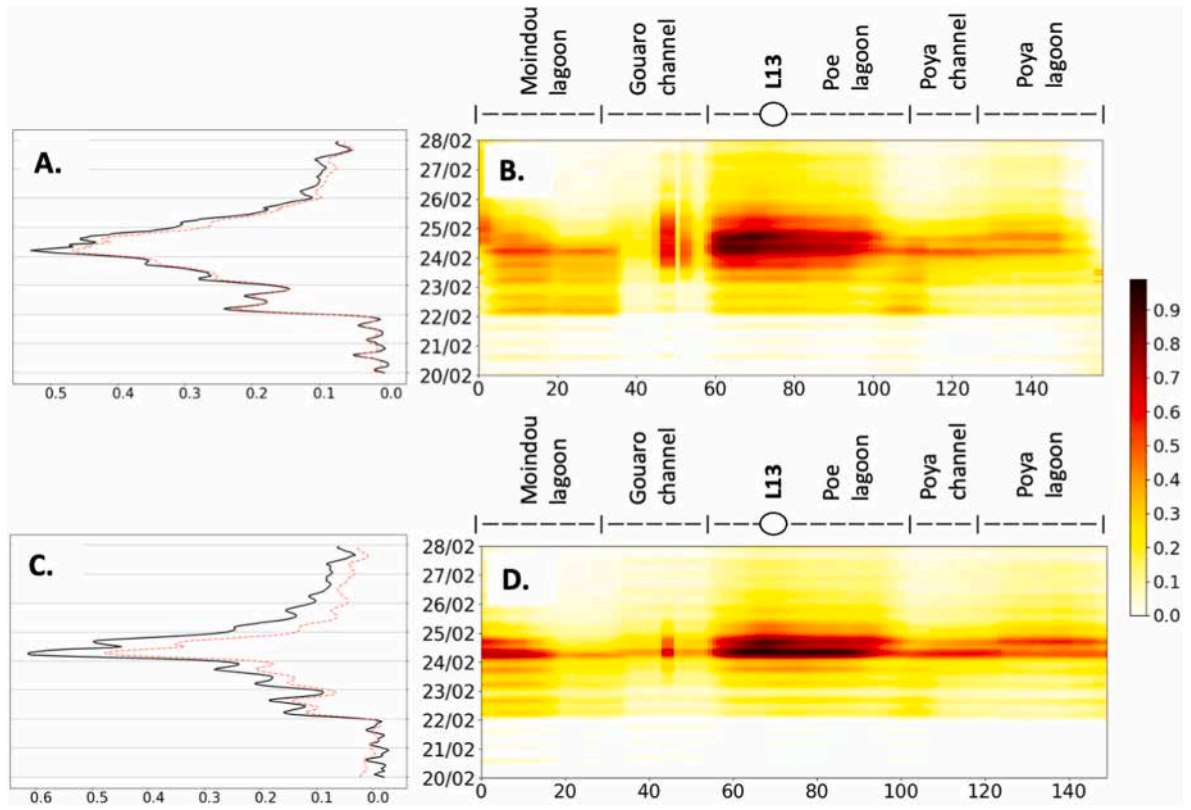 Moindou lagoon
Gouaro channel
L13
Poe lagoon
Poya channel
Poya lagoon
A.
28/02
27/02
26/02
25/02
24/02
23/02
22/02
21/02
20/02
0.5 0.4 0.3 0.2 0.1 0.0
B.
0 20 40 60 80 100 120 140
0.9
0.8
0.7
0.6
0.5
0.4
0.3
0.2
0.1
0.0
Moindou lagoon
Gouaro channel
L13
Poe lagoon
Poya channel
Poya lagoon
C.
28/02
27/02
26/02
25/02
24/02
23/02
22/02
21/02
20/02
0.6 0.5 0.4 0.3 0.2 0.1 0.0
D.
0 20 40 60 80 100 120 140